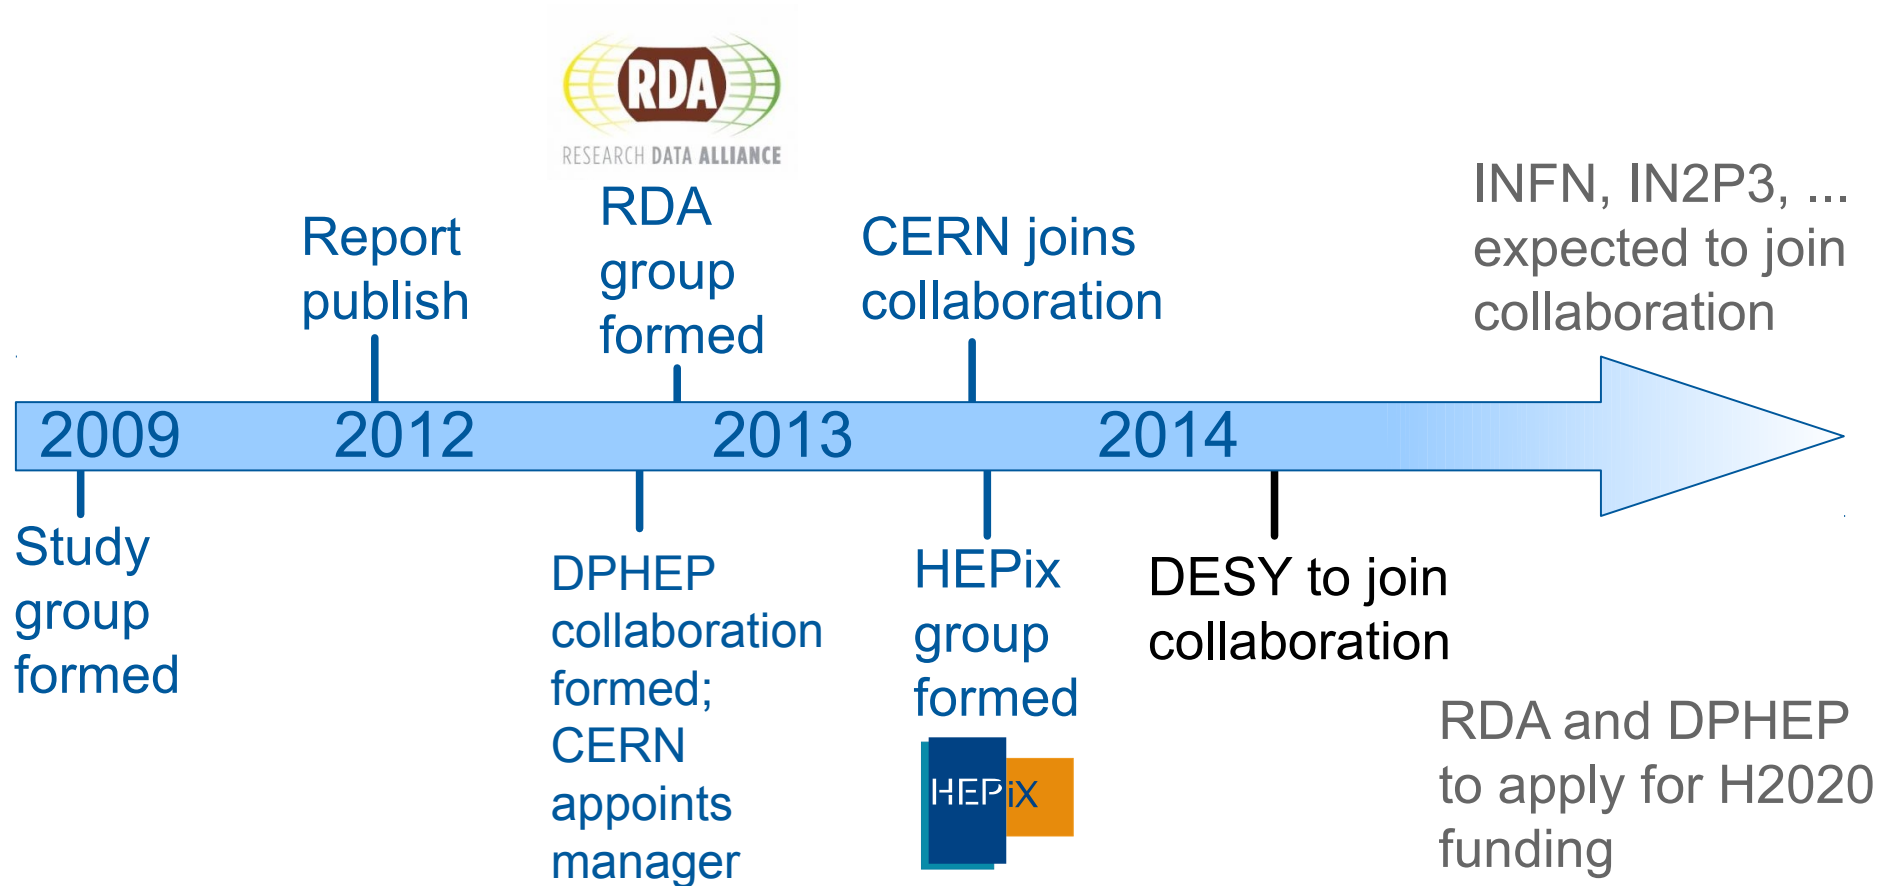 RDA
RESEARCH DATA ALLIANCE
Report
publish
RDA
group
formed
CERN joins
collaboration
INFN, IN2P3, ...
expected to join
collaboration
2009
2012
2013
2014
Study
group
formed
DPHEP
collaboration
formed;
CERN
appoints
manager
HEPix
group
formed
HEPiX
DESY to join
collaboration
RDA and DPHEP
to apply for H2020
funding